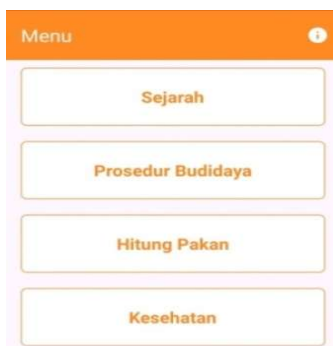 Menu
Sejarah
Prosedur Budidaya
Hitung Pakan
Kesehatan